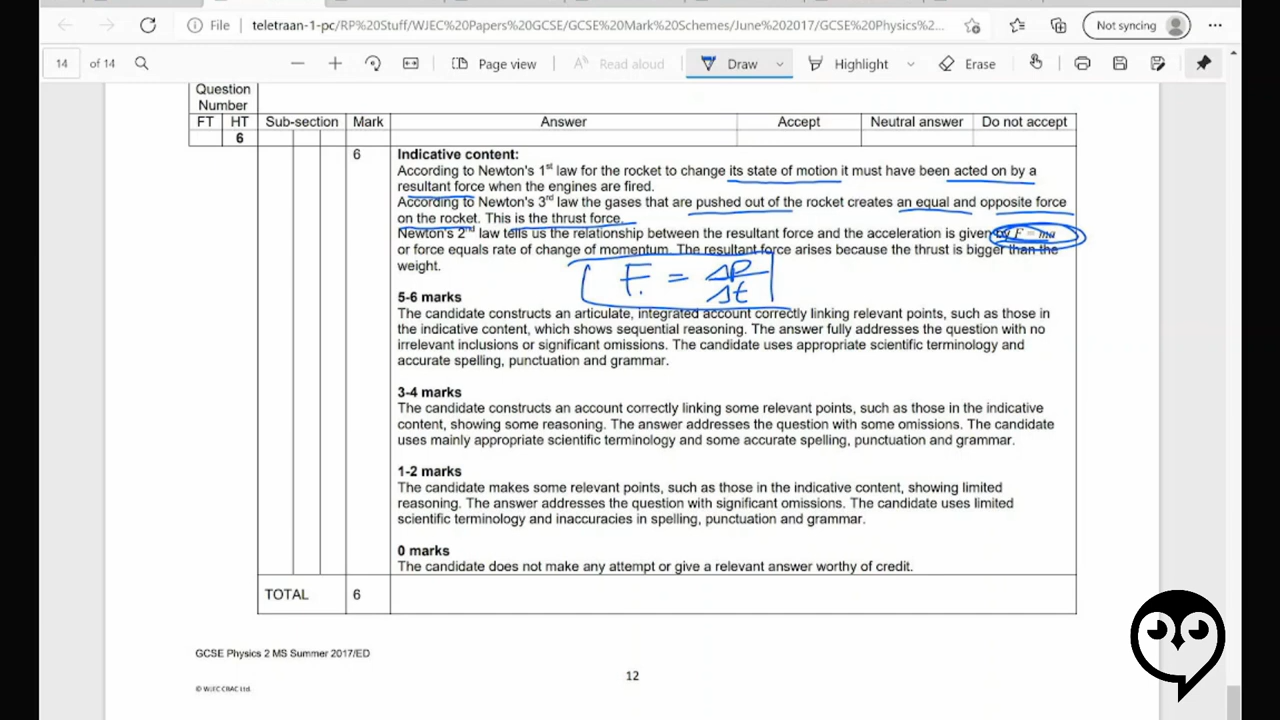 File
teletraan-1-pc/RP%20Stuff/WJEC%20Papers%20GCSE/GCSE%20Mark%20Schemes/June%202017/GCSE%20Physics%2...
Not syncing
14 of 14
Page view
Read aloud
Draw
Highlight
Erase
Question
Number
FT HT Sub-section Mark Answer Accept Neutral answer Do not accept
6
6 Indicative content:
According to Newton's 1st law for the rocket to change its state of motion it must have been acted on by a
resultant force when the engines are fired.
According to Newton's 3rd law the gases that are pushed out of the rocket creates an equal and opposite force
on the rocket. This is the thrust force.
Newton's 2nd law tells us the relationship between the resultant force and the acceleration is given by F = ma
or force equals rate of change of momentum. The resultant force arises because the thrust is bigger than the
weight.
F = Δp/Δt
5-6 marks
The candidate constructs an articulate, integrated account correctly linking relevant points, such as those in
the indicative content, which shows sequential reasoning. The answer fully addresses the question with no
irrelevant inclusions or significant omissions. The candidate uses appropriate scientific terminology and
accurate spelling, punctuation and grammar.
3-4 marks
The candidate constructs an account correctly linking some relevant points, such as those in the indicative
content, showing some reasoning. The answer addresses the question with some omissions. The candidate
uses mainly appropriate scientific terminology and some accurate spelling, punctuation and grammar.
1-2 marks
The candidate makes some relevant points, such as those in the indicative content, showing limited
reasoning. The answer addresses the question with significant omissions. The candidate uses limited
scientific terminology and inaccuracies in spelling, punctuation and grammar.
0 marks
The candidate does not make any attempt or give a relevant answer worthy of credit.
TOTAL 6
GCSE Physics 2 MS Summer 2017/ED
12
© WJEC CBAC Ltd.